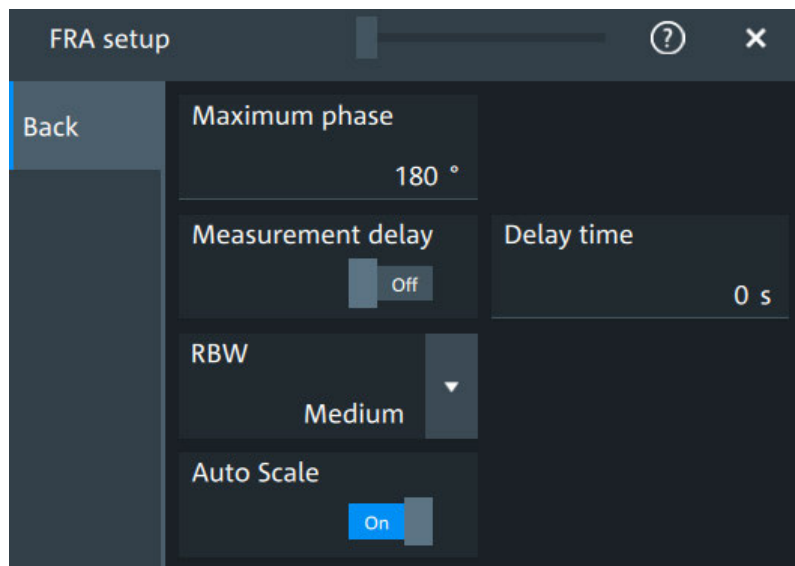 FRA setup
?
Back
Maximum phase
180 °
Measurement delay
Off
Delay time
0 s
RBW
Medium
Auto Scale
On